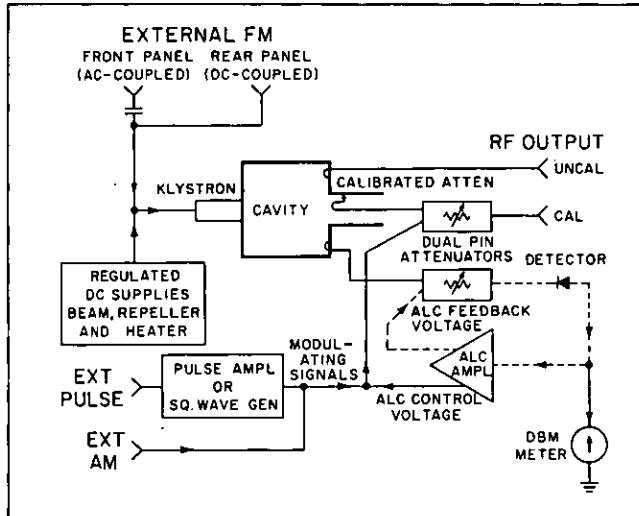 EXTERNAL FM
FRONT PANEL
(AC-COUPLED)
REAR PANEL
(DC-COUPLED)
RF OUTPUT
UNCAL
KLYSTRON
CAVITY
CALIBRATED ATTEN
CAL
DUAL PIN
ATTENUATORS
DETECTOR
REGULATED
DC SUPPLIES
BEAM, REPELLER
AND HEATER
ALC FEEDBACK
VOLTAGE
MODUL-
ATING
SIGNALS
ALC
AMPL
EXT
PULSE
PULSE AMPL
OR
SQ. WAVE GEN
ALC CONTROL
VOLTAGE
EXT
AM
DBM
METER